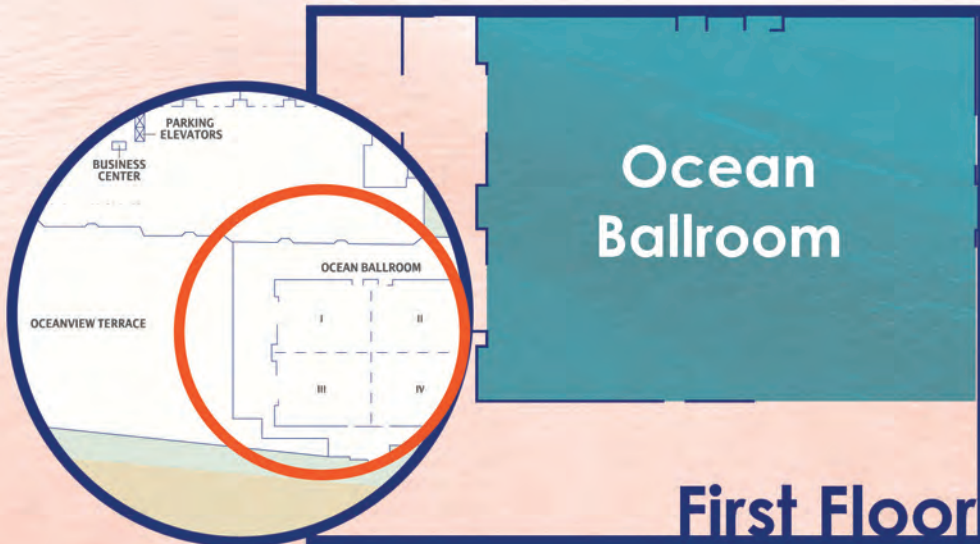 PARKING
ELEVATORS
BUSINESS
CENTER
OCEANVIEW TERRACE
OCEAN BALLROOM
I
II
III
IV
Ocean
Ballroom
First Floor